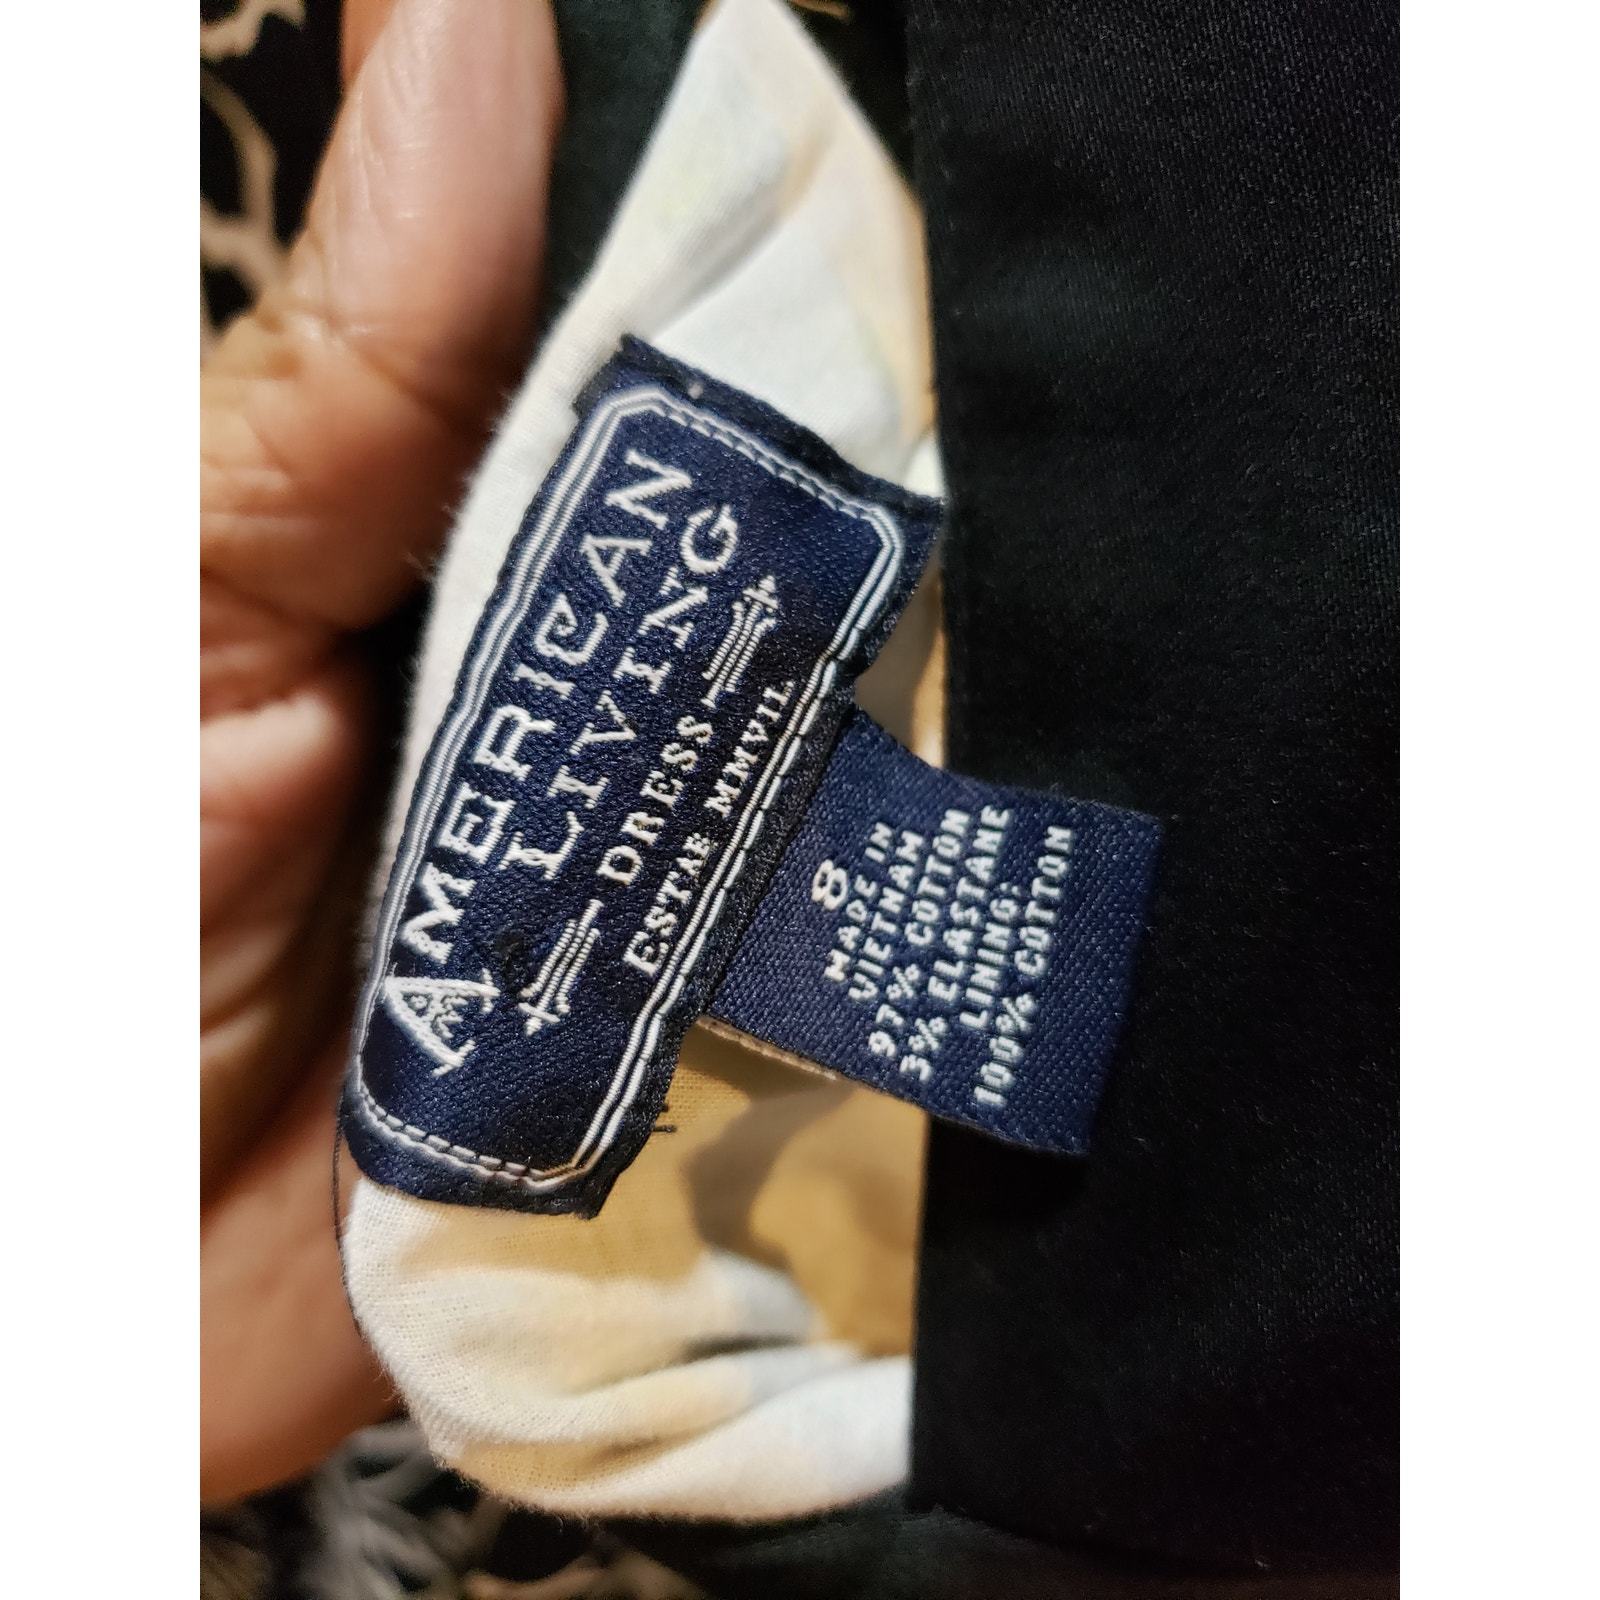 AMERICAN
LIVING
DRESS
ESTAB MMVII.
8
MADE IN
VIETNAM
97% COTTON
3% ELASTANE
LINING:
100% COTTON